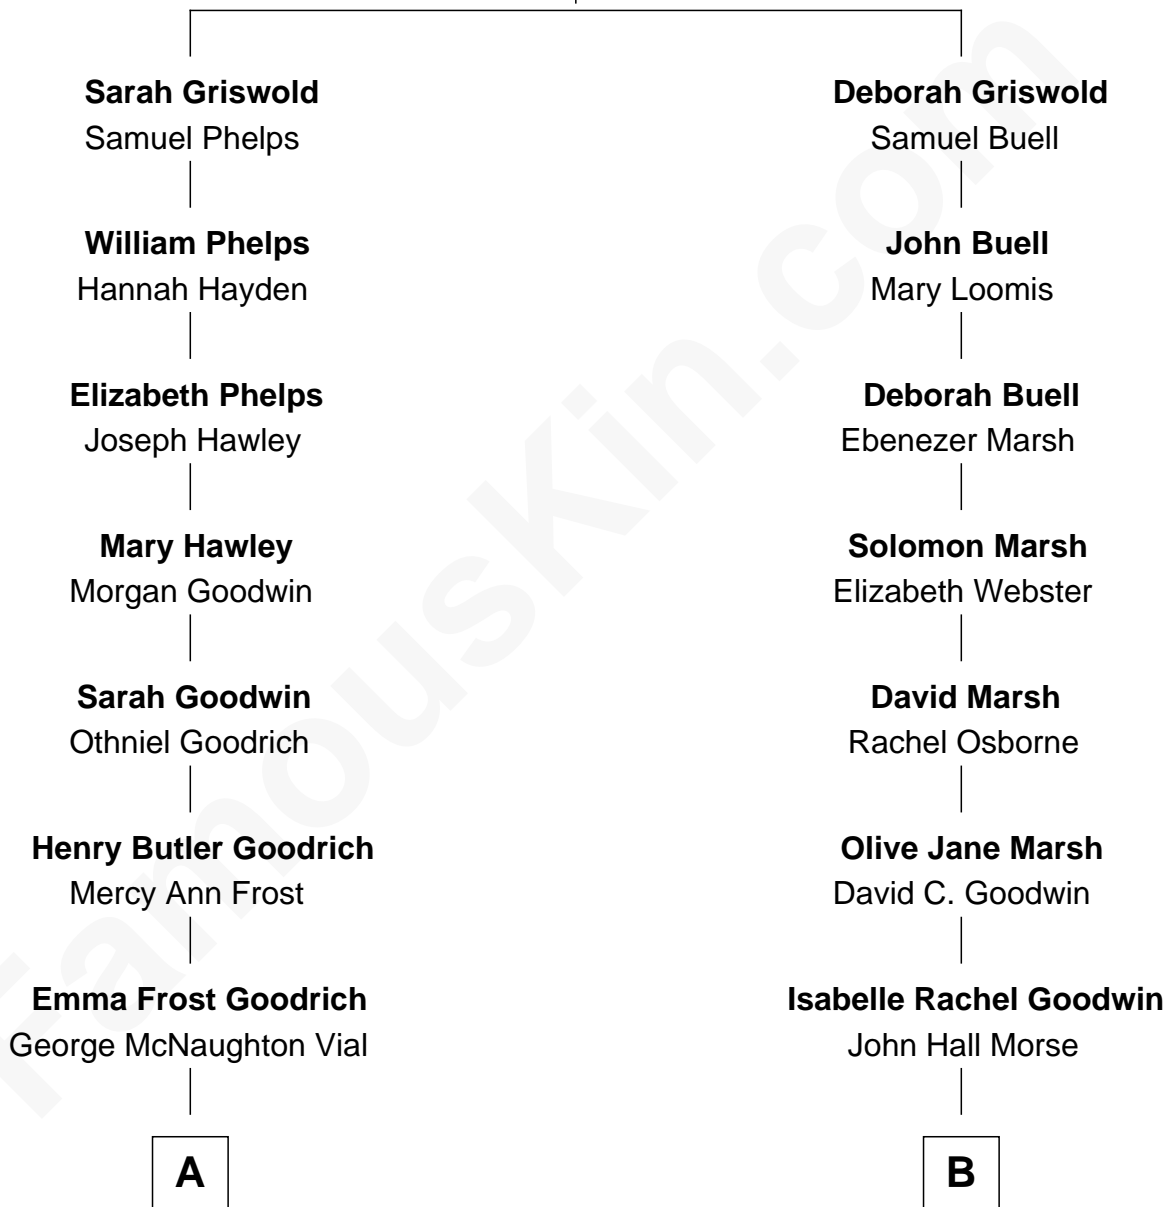 Sarah Griswold
Samuel Phelps
William Phelps
Hannah Hayden
Elizabeth Phelps
Joseph Hawley
Mary Hawley
Morgan Goodwin
Sarah Goodwin
Othniel Goodrich
Henry Butler Goodrich
Mercy Ann Frost
Emma Frost Goodrich
George McNaughton Vial
A
Deborah Griswold
Samuel Buell
John Buell
Mary Loomis
Deborah Buell
Ebenezer Marsh
Solomon Marsh
Elizabeth Webster
David Marsh
Rachel Osborne
Olive Jane Marsh
David C. Goodwin
Isabelle Rachel Goodwin
John Hall Morse
B
FamousKin.com